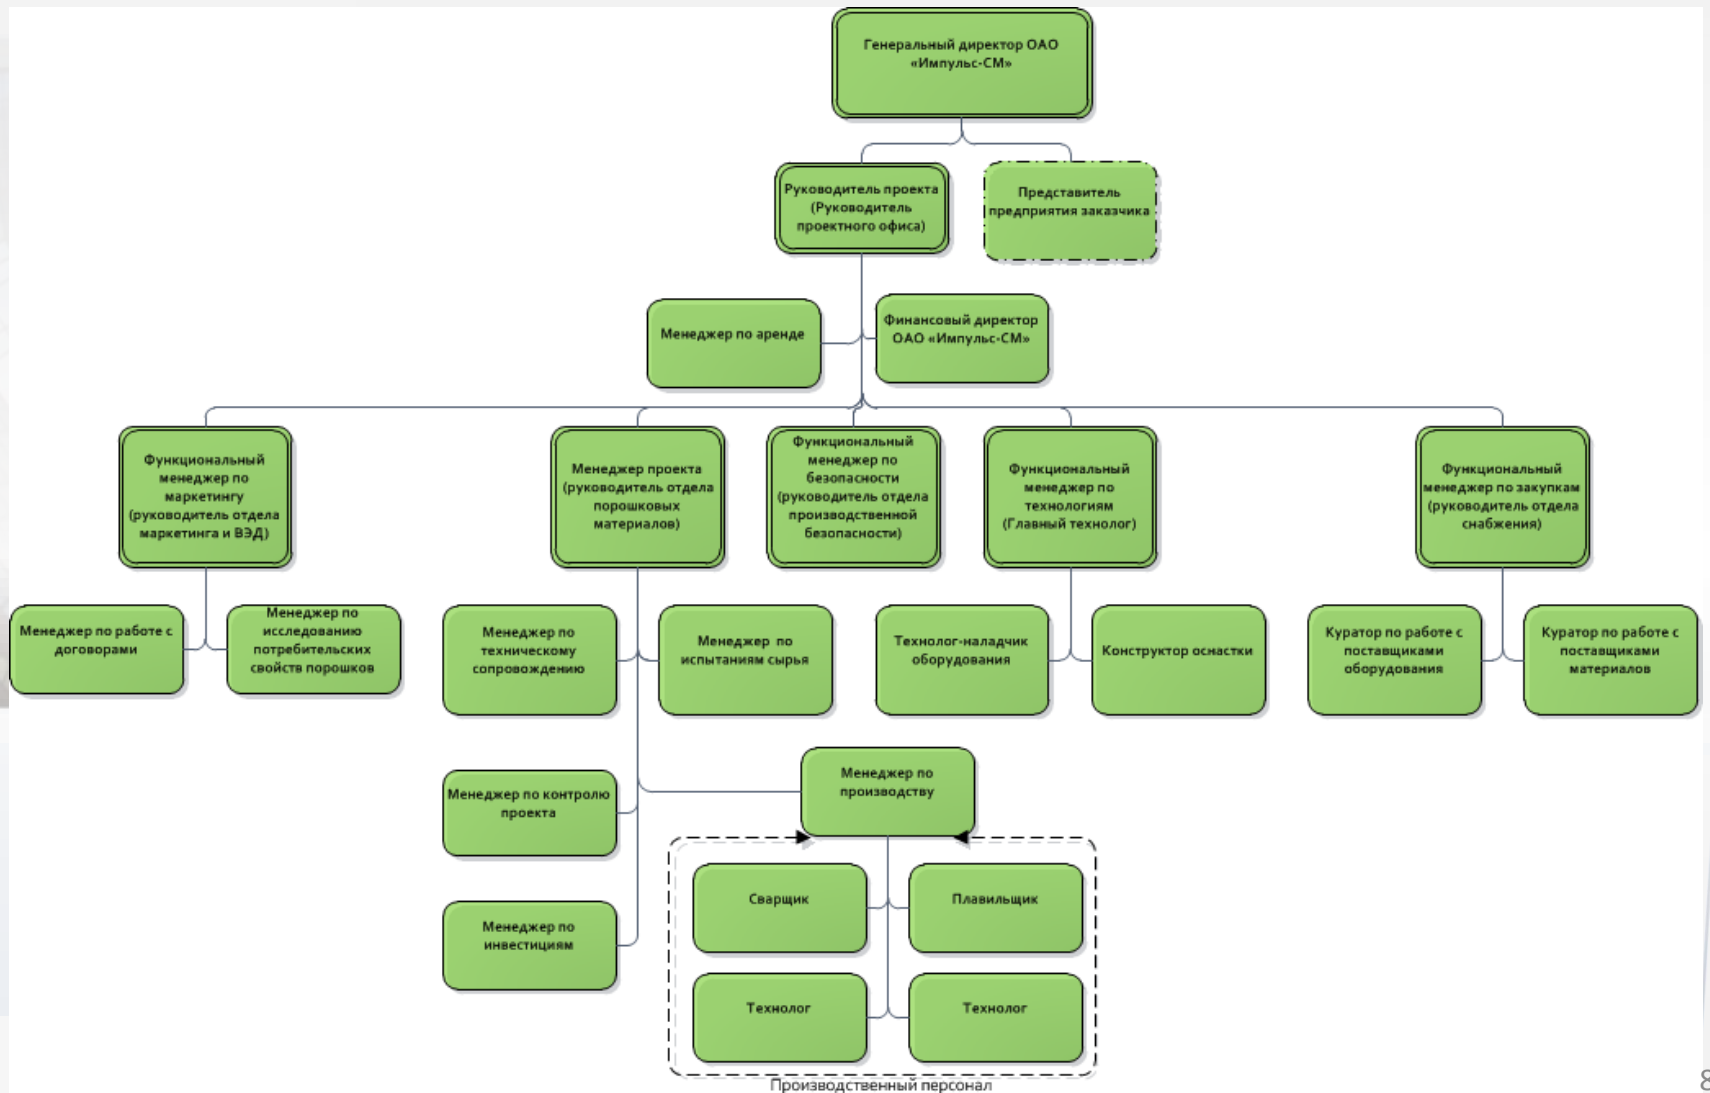 Генеральный директор ОАО
«Импульс-СМ»
Руководитель проекта
(Руководитель
проектного офиса)
Представитель
предприятия заказчика
Менеджер по аренде
Финансовый директор
ОАО «Импульс-СМ»
Функциональный
менеджер по
маркетингу
(руководитель отдела
маркетинга и ВЭД)
Менеджер проекта
(руководитель отдела
порошковых
материалов)
Функциональный
менеджер по
безопасности
(руководитель отдела
производственной
безопасности)
Функциональный
менеджер по
технологиям
(Главный технолог)
Функциональный
менеджер по закупкам
(руководитель отдела
снабжения)
Менеджер по работе с
договорами
Менеджер по
исследованию
потребительских
свойств порошков
Менеджер по
техническому
сопровождению
Менеджер по
испытаниям сырья
Технолог-наладчик
оборудования
Конструктор оснастки
Куратор по работе с
поставщиками
оборудования
Куратор по работе с
поставщиками
материалов
Менеджер по
производству
Менеджер по контролю
проекта
Сварщик
Плавильщик
Менеджер по
инвестициям
Технолог
Технолог
Производственный персонал
8